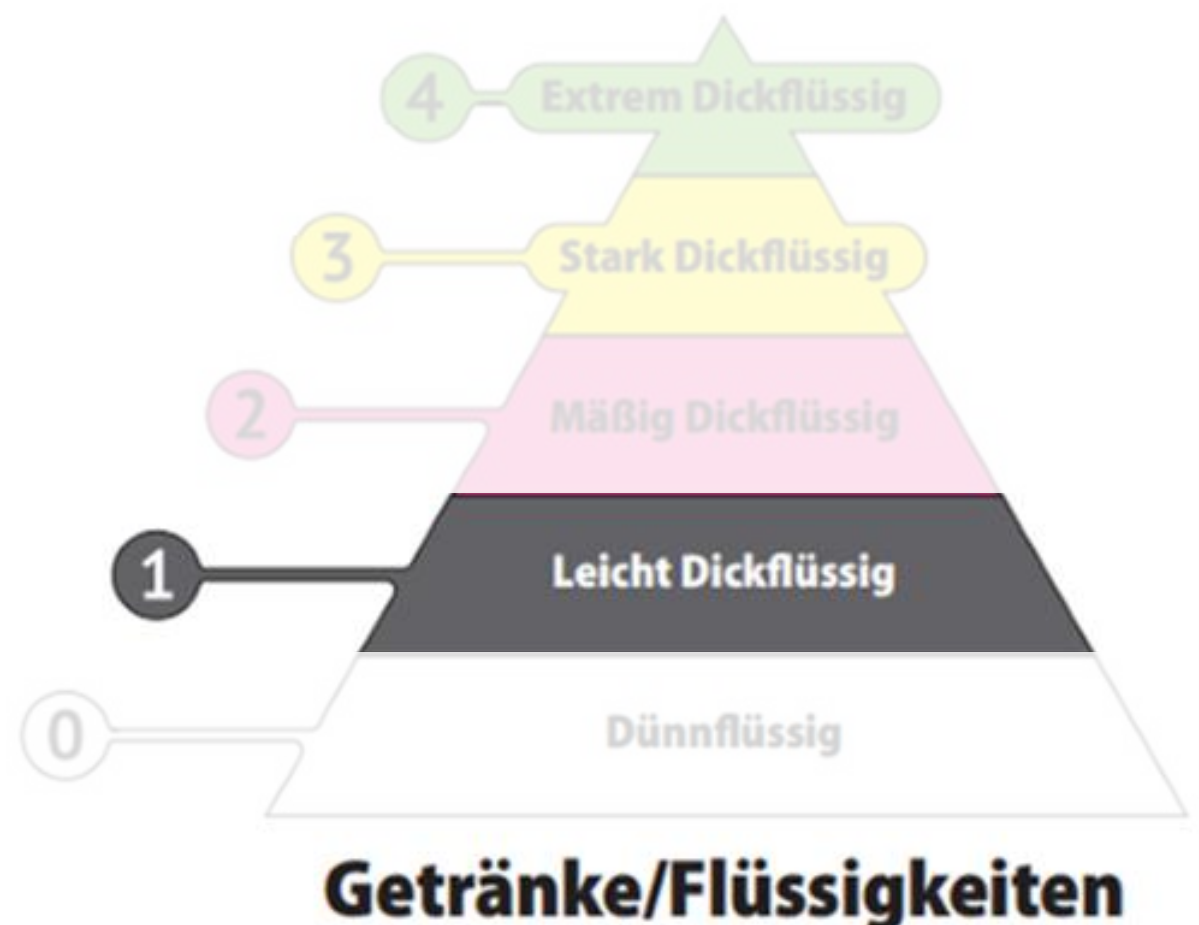 4 Extrem Dickflüssig
3 Stark Dickflüssig
2 Mäßig Dickflüssig
1 Leicht Dickflüssig
0 Dünnflüssig
Getränke/Flüssigkeiten